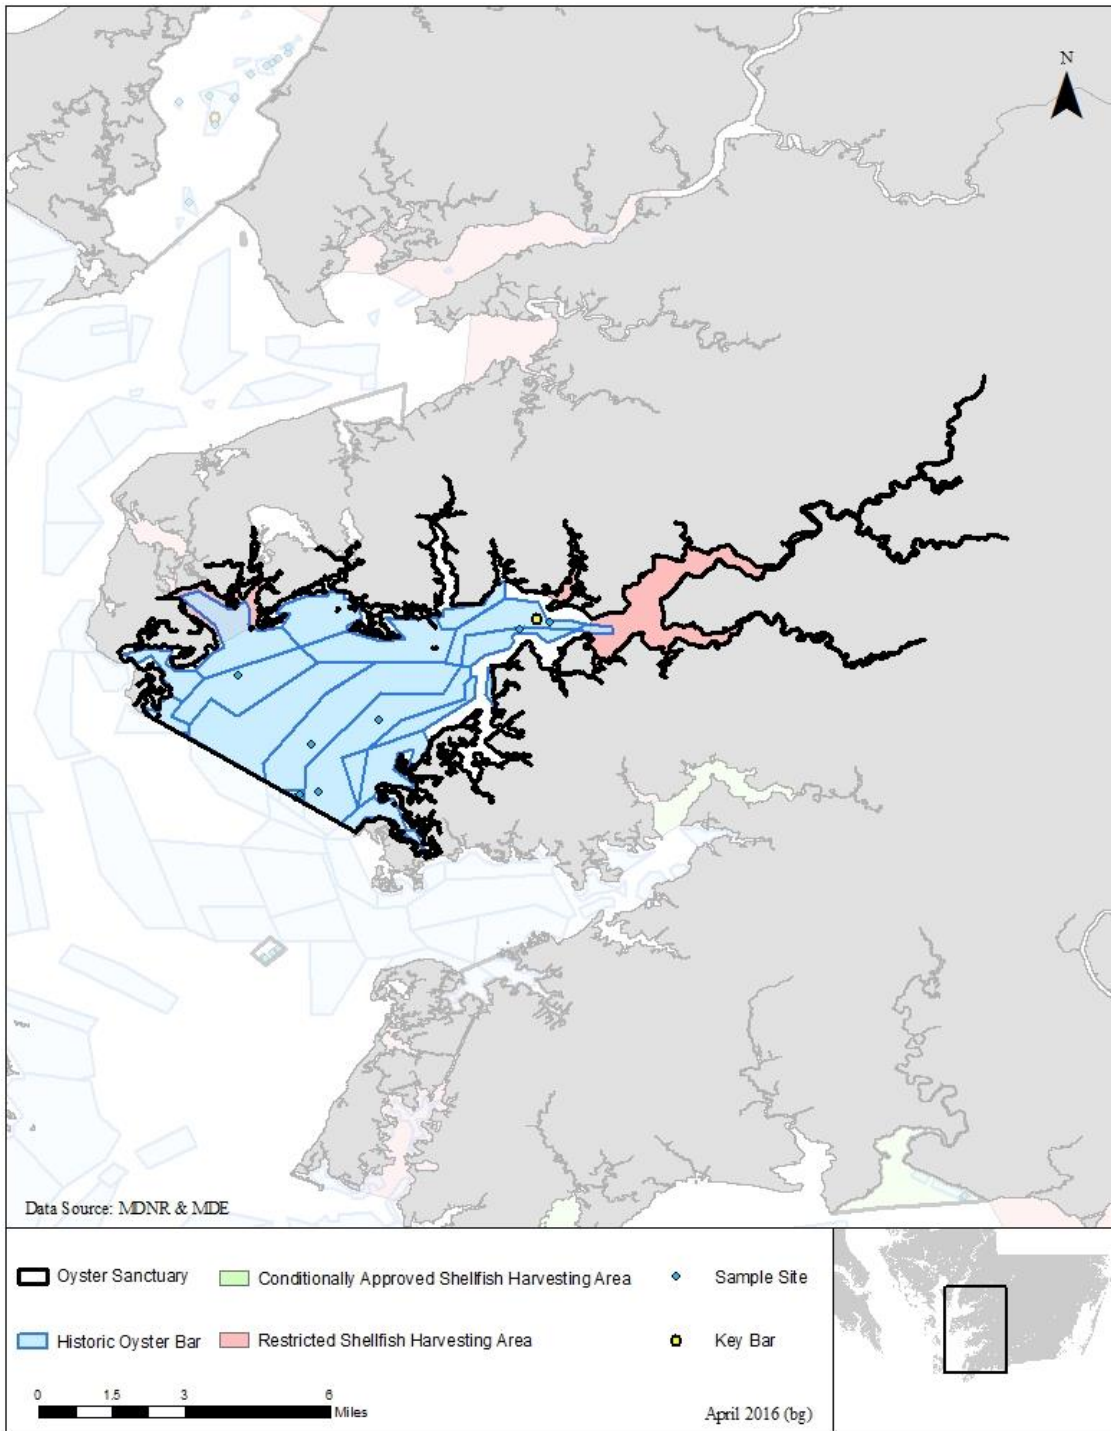 N
Data Source: MDNR & MDE
Oyster Sanctuary
Conditionally Approved Shellfish Harvesting Area
Sample Site
Historic Oyster Bar
Restricted Shellfish Harvesting Area
Key Bar
0 1.5 3 6
Miles
April 2016 (bg)